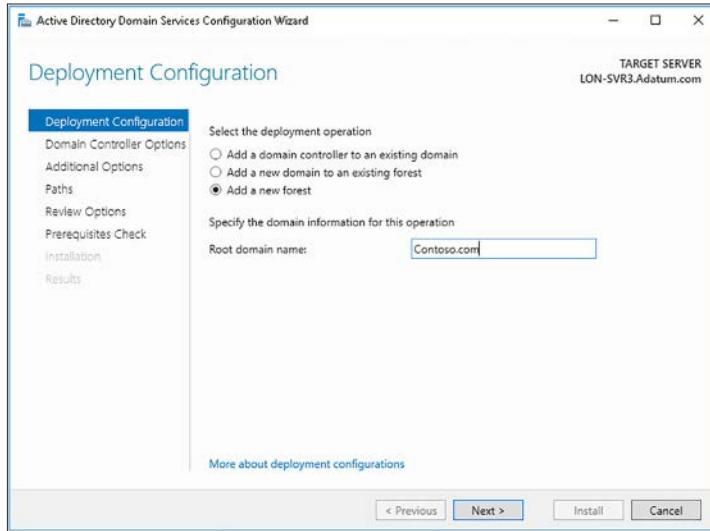 Active Directory Domain Services Configuration Wizard
Deployment Configuration
TARGET SERVER
LON-SVR3.Adatum.com
Deployment Configuration
Domain Controller Options
Additional Options
Paths
Review Options
Prerequisites Check
Installation
Results
Select the deployment operation
Add a domain controller to an existing domain
Add a new domain to an existing forest
Add a new forest
Specify the domain information for this operation
Root domain name: Contoso.com
More about deployment configurations
< Previous Next > Install Cancel